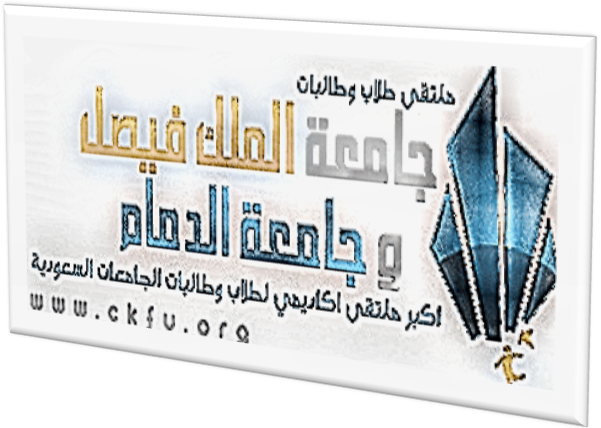 ملتقى طلاب وطالبات
جامعة الملك فيصل
و جامعة الدمام
اكبر ملتقى اكاديمي لطلاب وطالبات الجامعات السعودية
www.ckfu.org